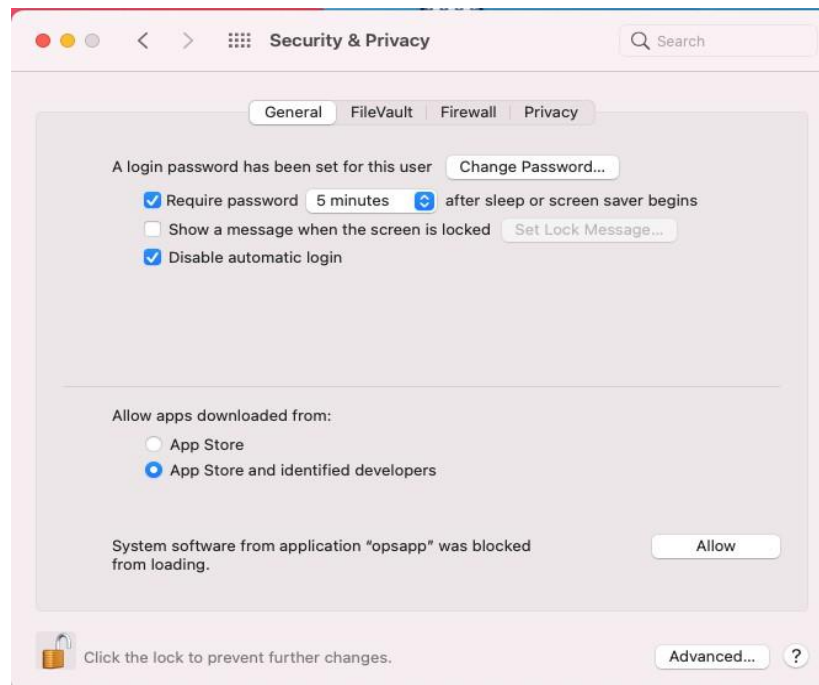 Security & Privacy
Search
General FileVault Firewall Privacy
A login password has been set for this user Change Password...
Require password 5 minutes after sleep or screen saver begins
Show a message when the screen is locked Set Lock Message...
Disable automatic login
Allow apps downloaded from:
App Store
App Store and identified developers
System software from application “opsapp” was blocked Allow
from loading.
Click the lock to prevent further changes. Advanced... ?